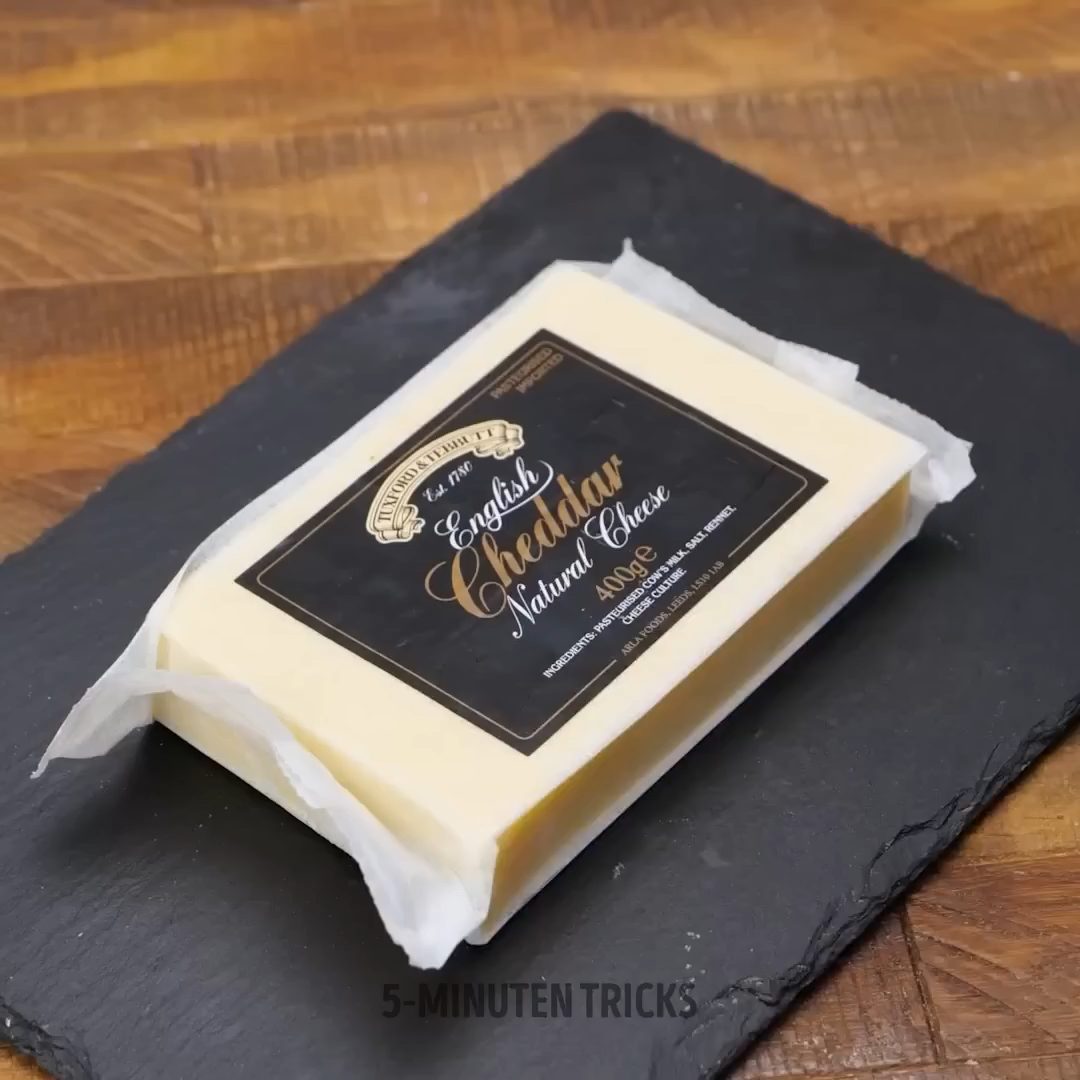 PASTEURISED
IMPORTED
TUXFORD & TEBBUTT
Est. 1780
English
Cheddar
Natural Cheese
400g℮
INGREDIENTS: PASTEURISED COW'S MILK, SALT, RENNET,
CHEESE CULTURE
ARLA FOODS, LEEDS, LS10 1AB
5-MINUTEN TRICKS